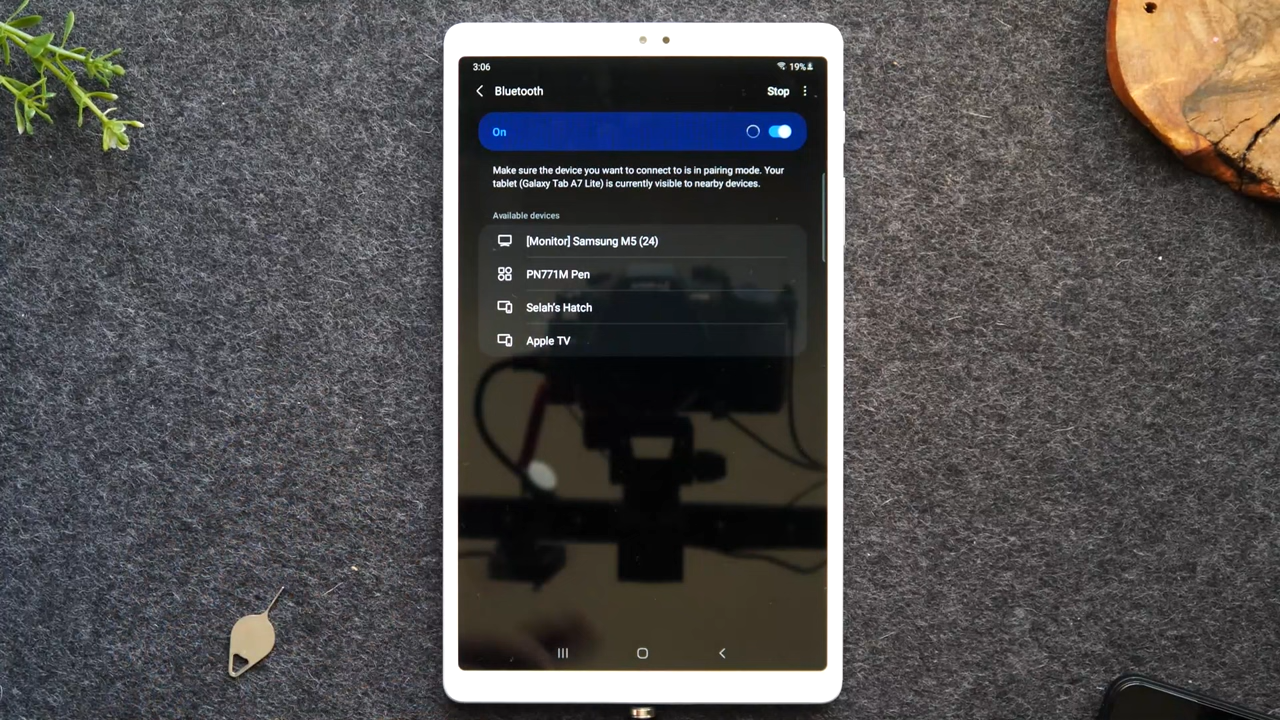 3:06
19%
Bluetooth
Stop
On
Make sure the device you want to connect to is in pairing mode. Your
tablet (Galaxy Tab A7 Lite) is currently visible to nearby devices.
Available devices
[Monitor] Samsung M5 (24)
PN771M Pen
Selah's Hatch
Apple TV